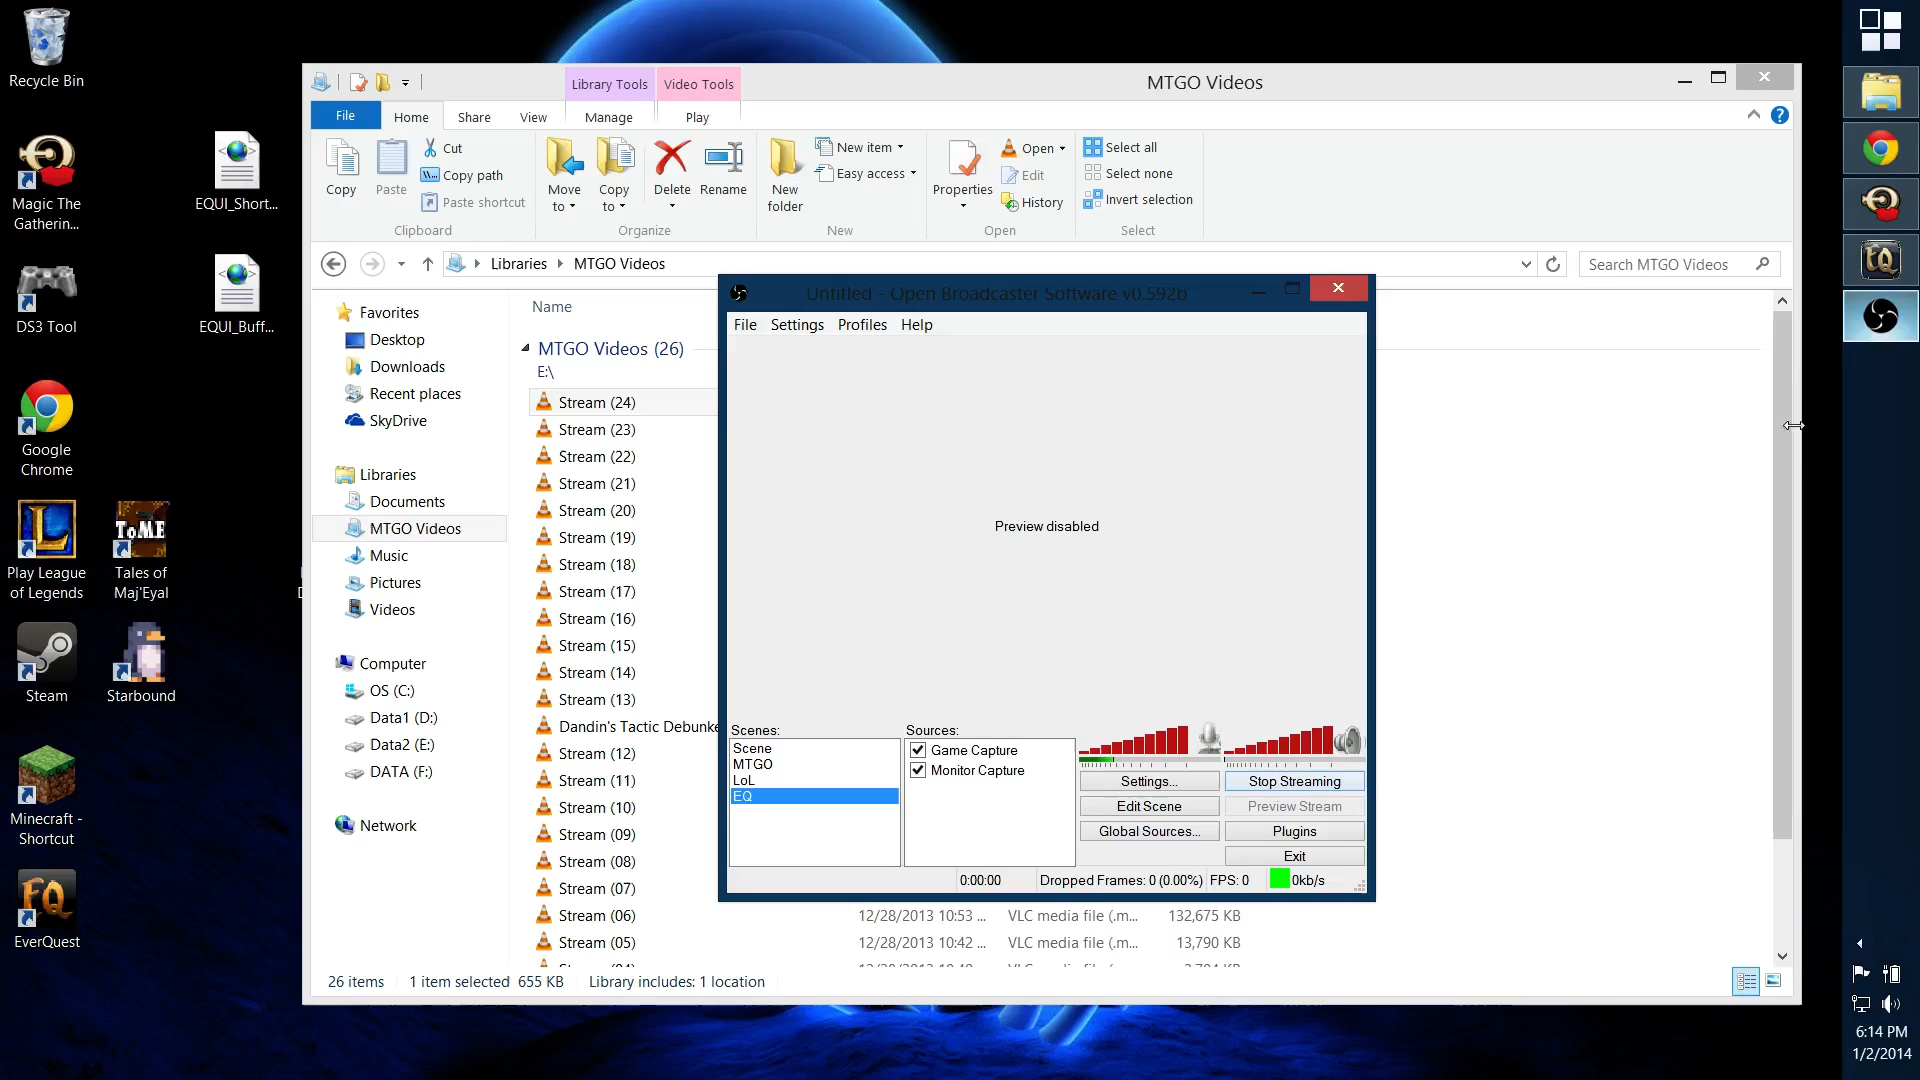 Recycle Bin
Magic The
Gatherin...
DS3 Tool
Google
Chrome
Play League
of Legends
Steam
Minecraft -
Shortcut
EverQuest
Tales of
Maj'Eyal
Starbound
EQUI_Short...
EQUI_Buff...
ToME
Library Tools
Video Tools
MTGO Videos
File
Home
Share
View
Manage
Play
Copy
Paste
Cut
Copy path
Paste shortcut
Clipboard
Move
to
Copy
to
Delete
Rename
Organize
New
folder
New item
Easy access
New
Properties
Open
Edit
History
Open
Select all
Select none
Invert selection
Select
Libraries
MTGO Videos
Search MTGO Videos
Favorites
Desktop
Downloads
Recent places
SkyDrive
Libraries
Documents
MTGO Videos
Music
Pictures
Videos
Computer
OS (C:)
Data1 (D:)
Data2 (E:)
DATA (F:)
Network
Name
MTGO Videos (26)
E:\
Stream (24)
Stream (23)
Stream (22)
Stream (21)
Stream (20)
Stream (19)
Stream (18)
Stream (17)
Stream (16)
Stream (15)
Stream (14)
Stream (13)
Dandin's Tactic Debunke
Stream (12)
Stream (11)
Stream (10)
Stream (09)
Stream (08)
Stream (07)
Stream (06) 12/28/2013 10:53 ... VLC media file (.m... 132,675 KB
Stream (05) 12/28/2013 10:42 ... VLC media file (.m... 13,790 KB
26 items 1 item selected 655 KB Library includes: 1 location
Untitled - Open Broadcaster Software v0.592b
File Settings Profiles Help
Preview disabled
Scenes:
Scene
MTGO
LoL
EQ
Sources:
Game Capture
Monitor Capture
Settings...
Stop Streaming
Edit Scene
Preview Stream
Global Sources...
Plugins
Exit
0:00:00
Dropped Frames: 0 (0.00%)
FPS: 0
0kb/s
6:14 PM
1/2/2014